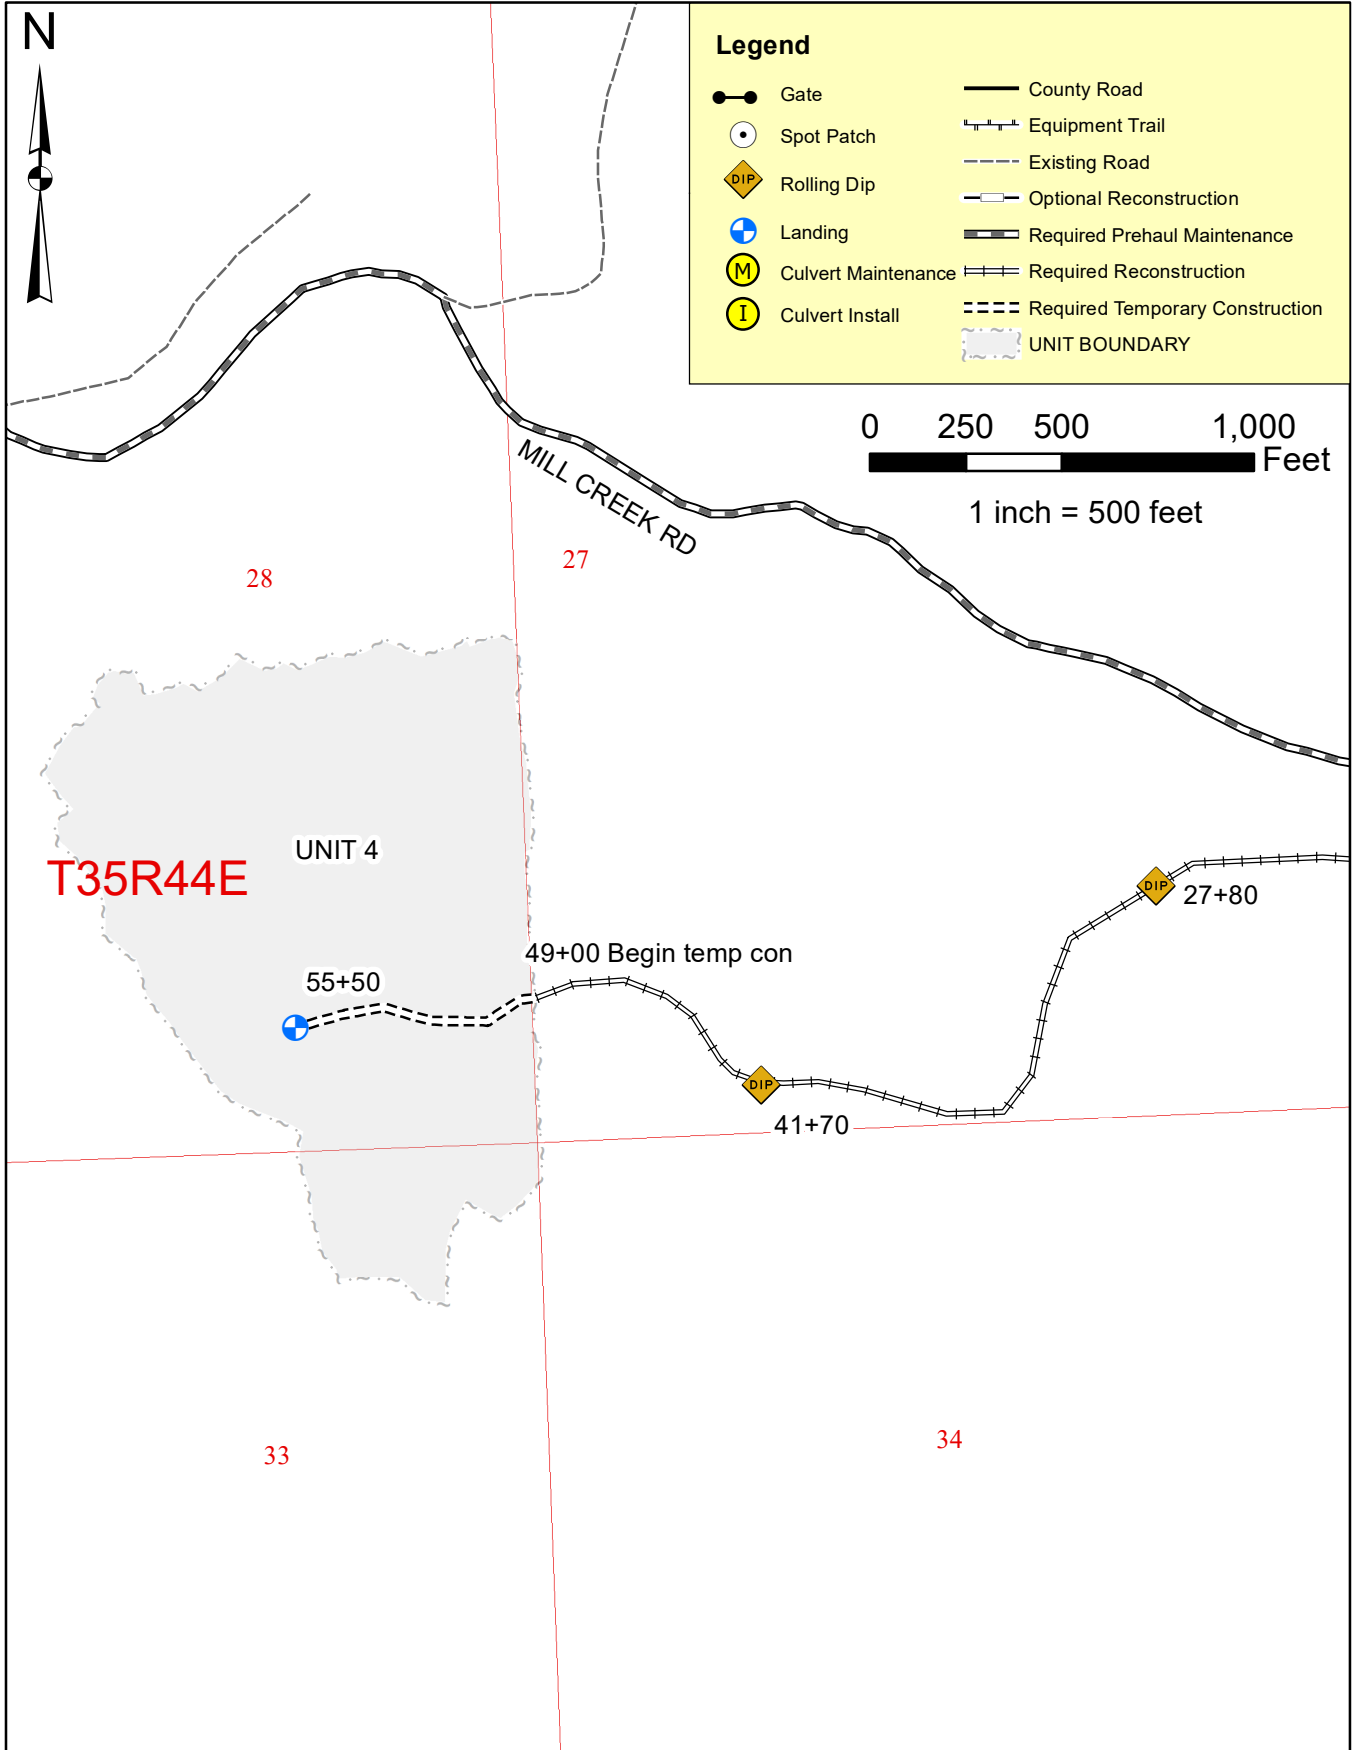 N
Legend
Gate
Spot Patch
DIP
Rolling Dip
Landing
M
Culvert Maintenance
I
Culvert Install
County Road
Equipment Trail
Existing Road
Optional Reconstruction
Required Prehaul Maintenance
Required Reconstruction
Required Temporary Construction
UNIT BOUNDARY
0 250 500 1,000
Feet
1 inch = 500 feet
MILL CREEK RD
28
27
UNIT 4
T35R44E
DIP
27+80
49+00 Begin temp con
55+50
DIP
41+70
33
34